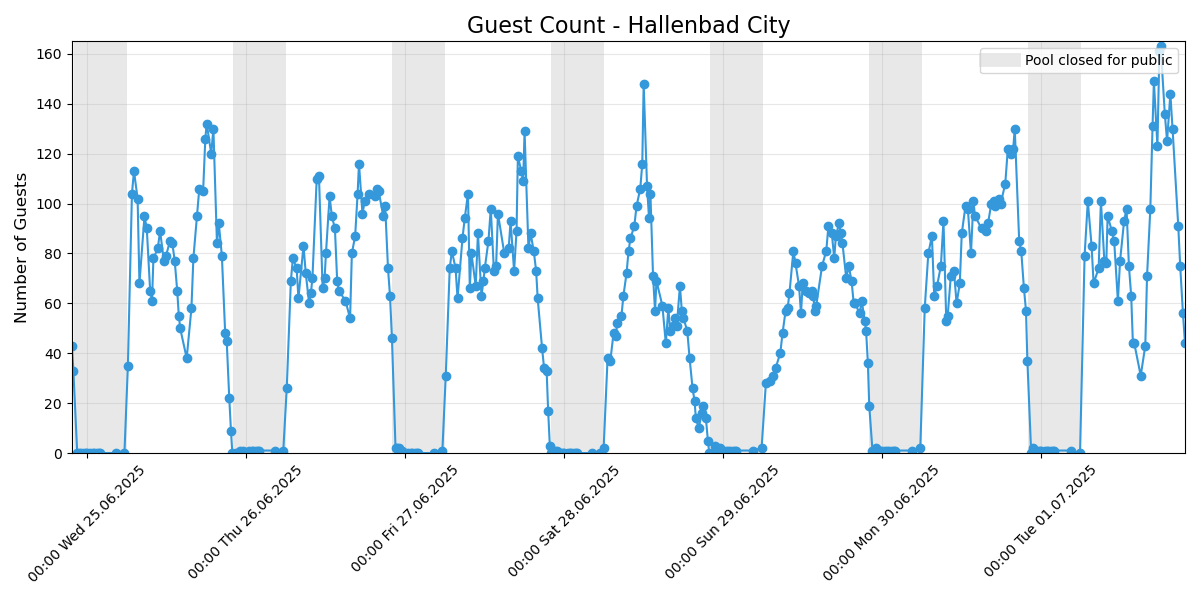 Guest Count - Hallenbad City
Pool closed for public
Number of Guests
160
140
120
100
80
60
40
20
0
00:00 Wed 25.06.2025
00:00 Thu 26.06.2025
00:00 Fri 27.06.2025
00:00 Sat 28.06.2025
00:00 Sun 29.06.2025
00:00 Mon 30.06.2025
00:00 Tue 01.07.2025